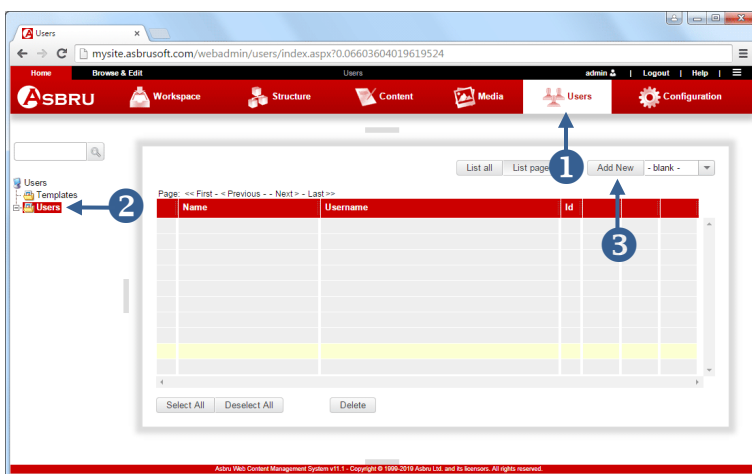 Users
mysite.asbrusoft.com/webadmin/users/index.aspx?0.06603604019619524
Home Browse & Edit Users admin | Logout | Help |
ASBRU Workspace Structure Content Media Users Configuration
1
List all List page Add New - blank -
Users
Templates
Users
2
3
Page: << First - < Previous - - Next > - Last >>
Name Username Id
Select All Deselect All Delete
Asbru Web Content Management System v11.1 - Copyright © 1999-2019 Asbru Ltd. and its licensors. All rights reserved.